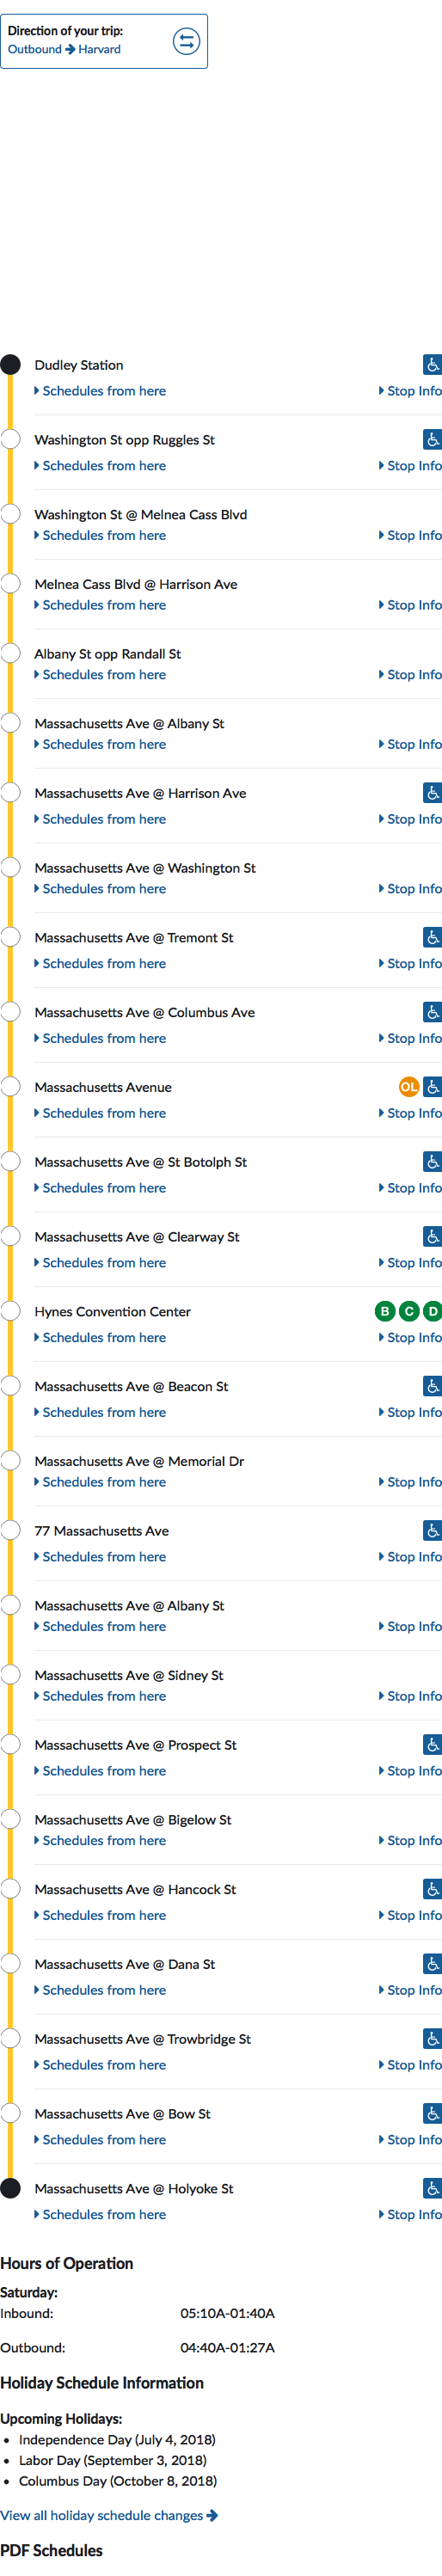 Direction of your trip:
Outbound → Harvard
Dudley Station
Schedules from here Stop Info
Washington St opp Ruggles St
Schedules from here Stop Info
Washington St @ Melnea Cass Blvd
Schedules from here Stop Info
Melnea Cass Blvd @ Harrison Ave
Schedules from here Stop Info
Albany St opp Randall St
Schedules from here Stop Info
Massachusetts Ave @ Albany St
Schedules from here Stop Info
Massachusetts Ave @ Harrison Ave
Schedules from here Stop Info
Massachusetts Ave @ Washington St
Schedules from here Stop Info
Massachusetts Ave @ Tremont St
Schedules from here Stop Info
Massachusetts Ave @ Columbus Ave
Schedules from here Stop Info
Massachusetts Avenue OL
Schedules from here Stop Info
Massachusetts Ave @ St Botolph St
Schedules from here Stop Info
Massachusetts Ave @ Clearway St
Schedules from here Stop Info
Hynes Convention Center B C D
Schedules from here Stop Info
Massachusetts Ave @ Beacon St
Schedules from here Stop Info
Massachusetts Ave @ Memorial Dr
Schedules from here Stop Info
77 Massachusetts Ave
Schedules from here Stop Info
Massachusetts Ave @ Albany St
Schedules from here Stop Info
Massachusetts Ave @ Sidney St
Schedules from here Stop Info
Massachusetts Ave @ Prospect St
Schedules from here Stop Info
Massachusetts Ave @ Bigelow St
Schedules from here Stop Info
Massachusetts Ave @ Hancock St
Schedules from here Stop Info
Massachusetts Ave @ Dana St
Schedules from here Stop Info
Massachusetts Ave @ Trowbridge St
Schedules from here Stop Info
Massachusetts Ave @ Bow St
Schedules from here Stop Info
Massachusetts Ave @ Holyoke St
Schedules from here Stop Info
Hours of Operation
Saturday:
Inbound: 05:10A-01:40A
Outbound: 04:40A-01:27A
Holiday Schedule Information
Upcoming Holidays:
• Independence Day (July 4, 2018)
• Labor Day (September 3, 2018)
• Columbus Day (October 8, 2018)
View all holiday schedule changes →
PDF Schedules